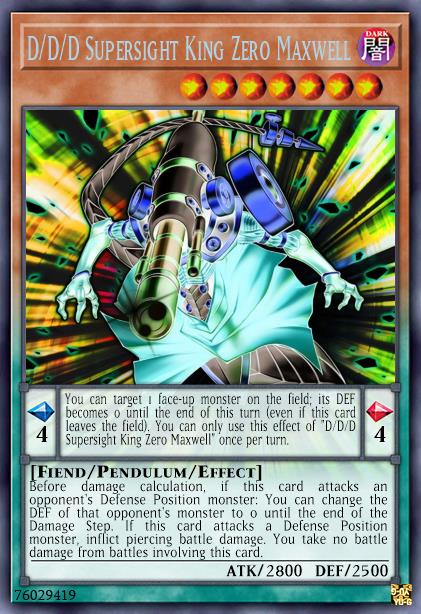 D/D/D Supersight King Zero Maxwell
DARK
闇
You can target 1 face-up monster on the field; its DEF
becomes 0 until the end of this turn (even if this card
leaves the field). You can only use this effect of "D/D/D
Supersight King Zero Maxwell" once per turn.
4
4
[Fiend/Pendulum/Effect]
Before damage calculation, if this card attacks an
opponent's Defense Position monster: You can change the
DEF of that opponent's monster to 0 until the end of the
Damage Step. If this card attacks a Defense Position
monster, inflict piercing battle damage. You take no battle
damage from battles involving this card.
ATK/2800 DEF/2500
76029419